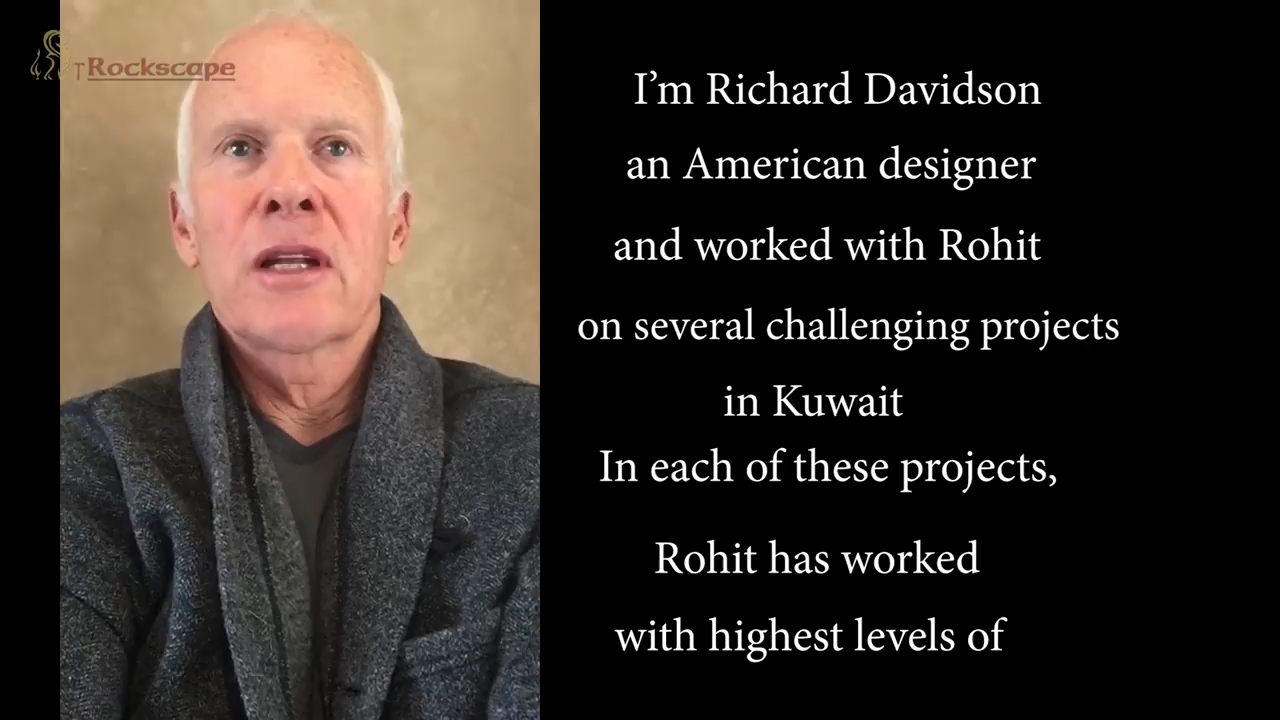 Rockscape
I'm Richard Davidson
an American designer
and worked with Rohit
on several challenging projects
in Kuwait
In each of these projects,
Rohit has worked
with highest levels of